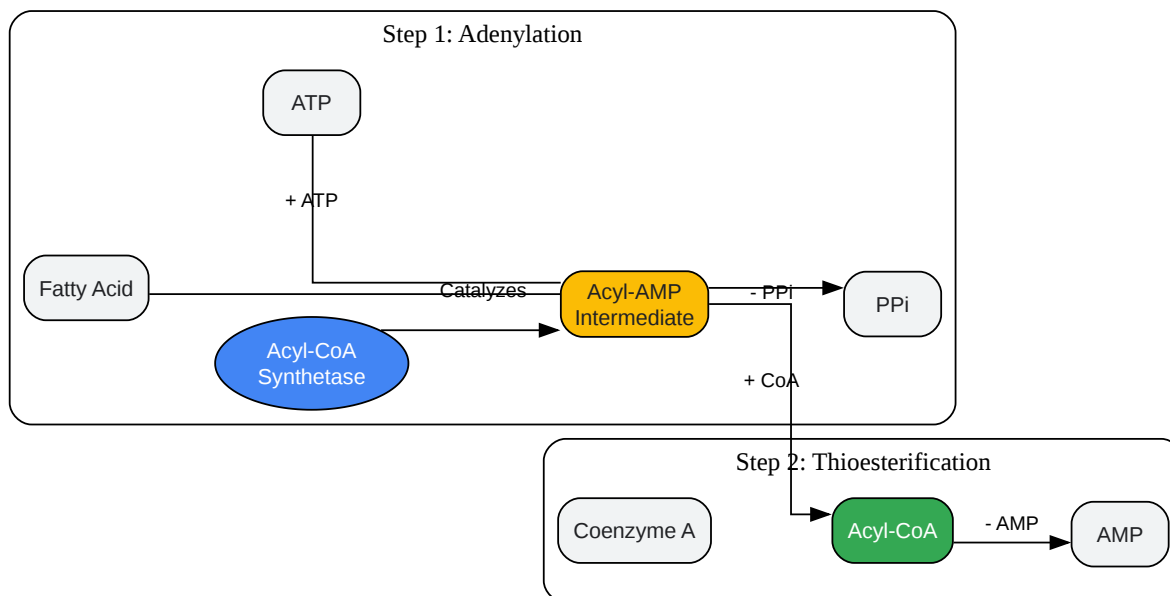 Step 1: Adenylation
ATP
+ ATP
Fatty Acid
Catalyzes
Acyl-AMP
Intermediate
- PPi
PPi
Acyl-CoA
Synthetase
+ CoA
Step 2: Thioesterification
Coenzyme A
Acyl-CoA
- AMP
AMP